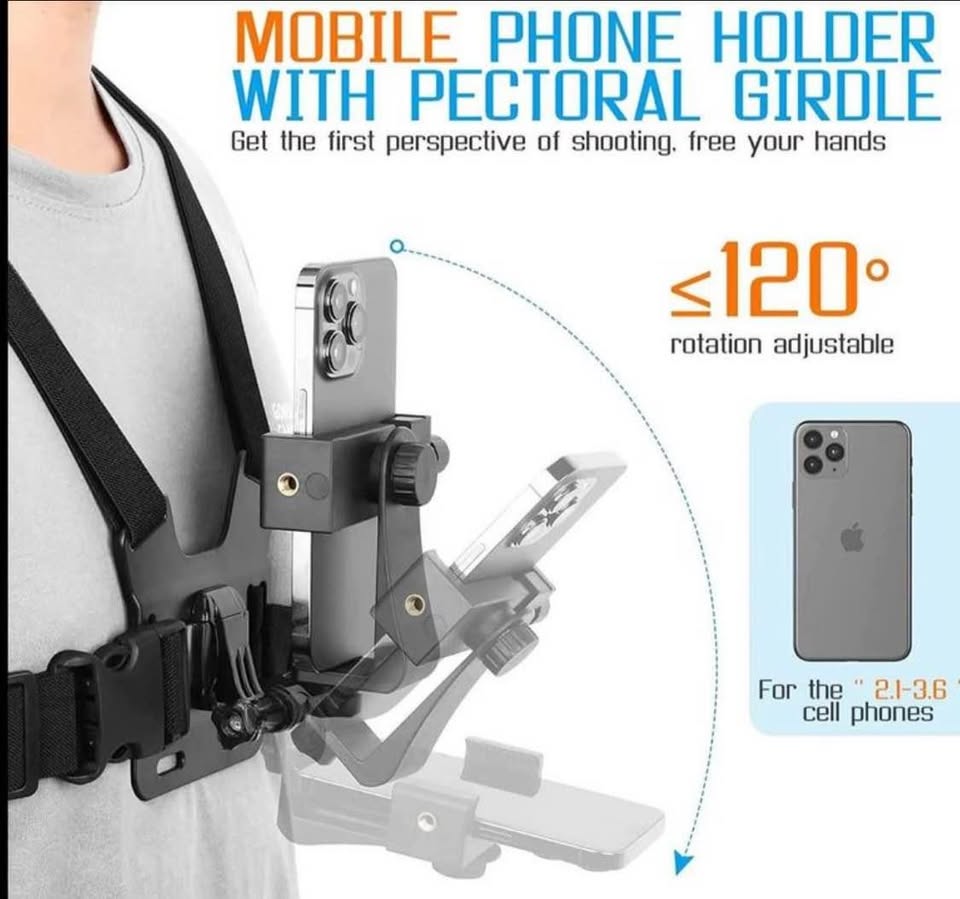 MOBILE PHONE HOLDER
WITH PECTORAL GIRDLE
Get the first perspective of shooting, free your hands
≤120°
rotation adjustable
For the " 2.1-3.6 "
cell phones